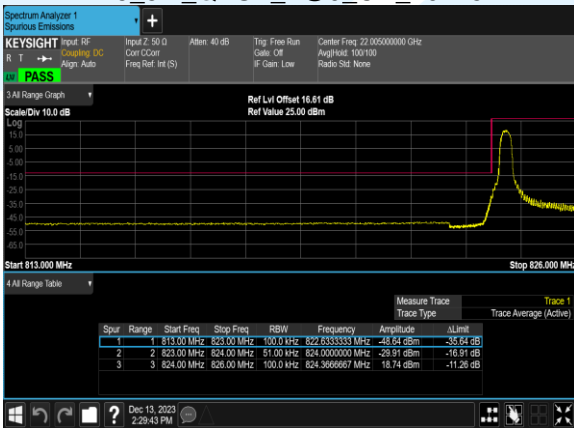 Spectrum Analyzer 1
Spurious Emissions
+
KEYSIGHT Input: RF Input Z: 50 Ω Atten: 40 dB Trig: Free Run Center Freq: 22.005000000 GHz
R T Coupling: DC Corr CCorr Gate: Off Avg|Hold: 100/100
Align: Auto Freq Ref: Int (S) IF Gain: Low Radio Std: None
PASS
3 All Range Graph
Ref Lvl Offset 16.61 dB
Scale/Div 10.0 dB Ref Value 25.00 dBm
Log
15.0
5.00
-5.00
-15.0
-25.0
-35.0
-45.0
-55.0
-65.0
Start 813.000 MHz Stop 826.000 MHz
4 All Range Table
Measure Trace Trace 1
Trace Type Trace Average (Active)
Spur Range Start Freq Stop Freq RBW Frequency Amplitude ΔLimit
1 1 813.00 MHz 823.00 MHz 100.0 kHz 822.6333333 MHz -48.64 dBm -35.64 dB
2 2 823.00 MHz 824.00 MHz 51.00 kHz 824.0000000 MHz -29.91 dBm -16.91 dB
3 3 824.00 MHz 826.00 MHz 100.0 kHz 824.3666667 MHz 18.74 dBm -11.26 dB
? Dec 13, 2023
2:29:43 PM